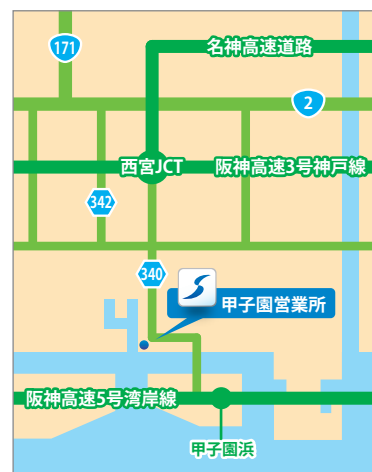 171
名神高速道路
2
西宮JCT
阪神高速3号神戸線
342
340
甲子園営業所
阪神高速5号湾岸線
甲子園浜